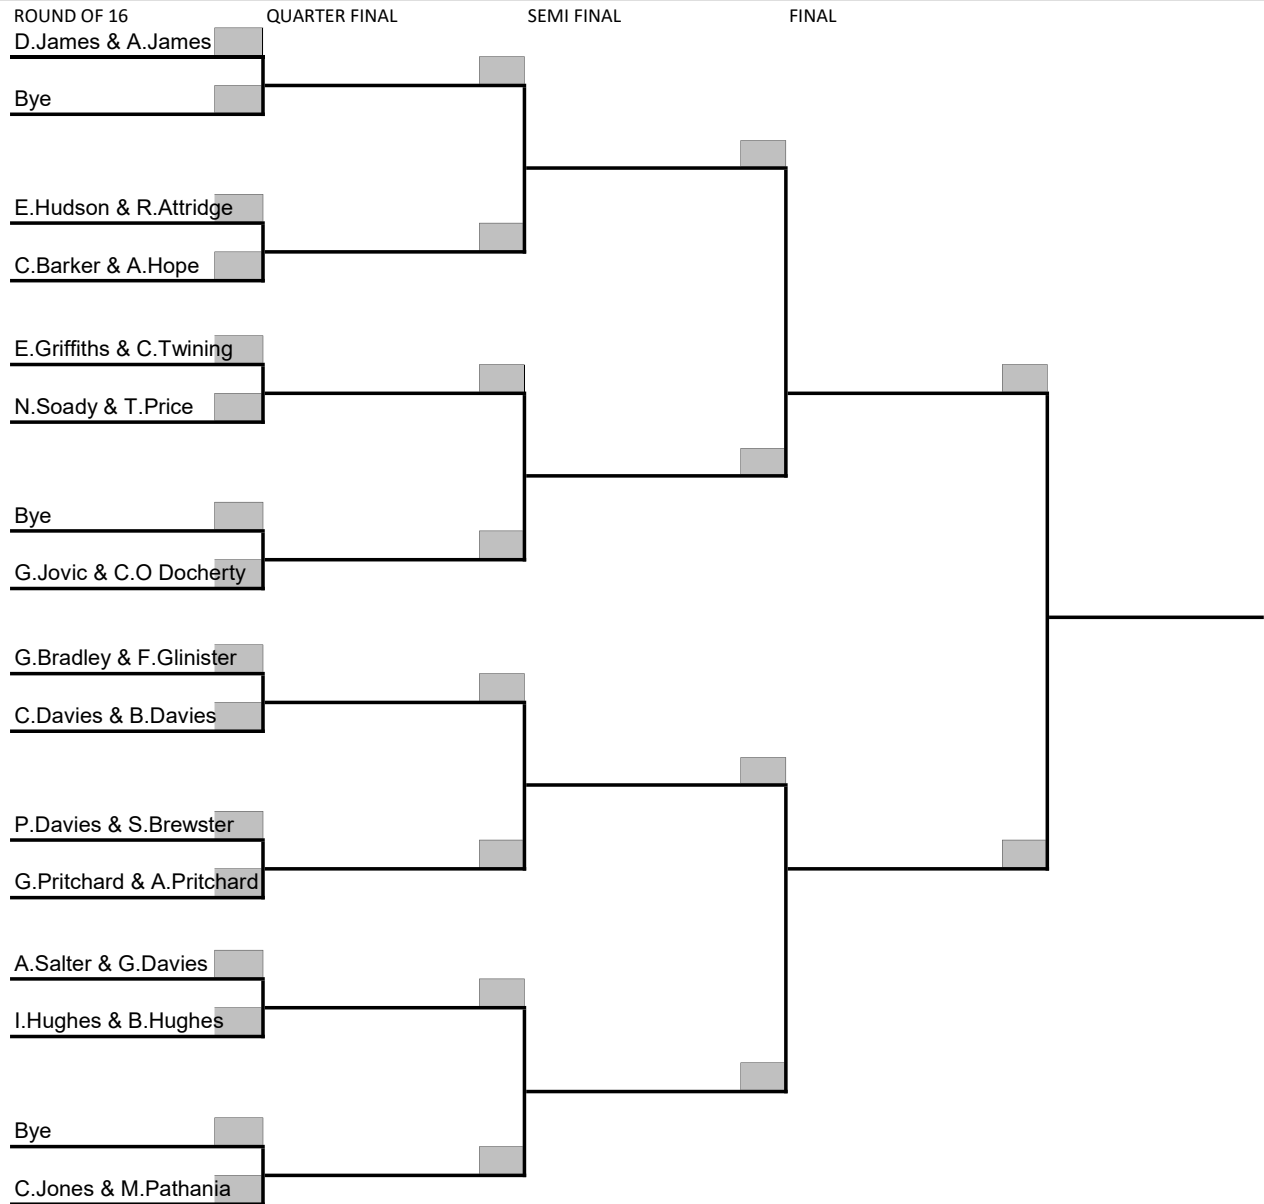 ROUND OF 16 QUARTER FINAL SEMI FINAL FINAL
D.James & A.James
Bye
E.Hudson & R.Attridge
C.Barker & A.Hope
E.Griffiths & C.Twining
N.Soady & T.Price
Bye
G.Jovic & C.O Docherty
G.Bradley & F.Glinister
C.Davies & B.Davies
P.Davies & S.Brewster
G.Pritchard & A.Pritchard
A.Salter & G.Davies
I.Hughes & B.Hughes
Bye
C.Jones & M.Pathania